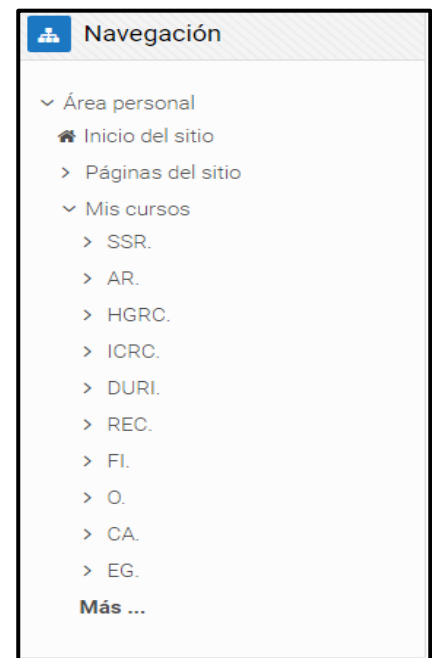 Navegación
Área personal
Inicio del sitio
Páginas del sitio
Mis cursos
SSR.
AR.
HGRC.
ICRC.
DURI.
REC.
FI.
O.
CA.
EG.
Más ...